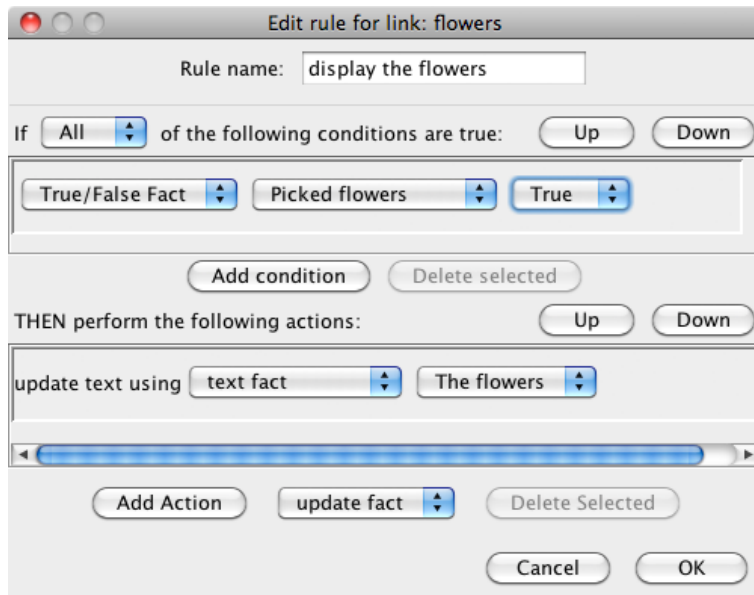 Edit rule for link: flowers
Rule name: display the flowers
If All of the following conditions are true: Up Down
True/False Fact Picked flowers True
Add condition Delete selected
THEN perform the following actions: Up Down
update text using text fact The flowers
Add Action update fact Delete Selected
Cancel OK